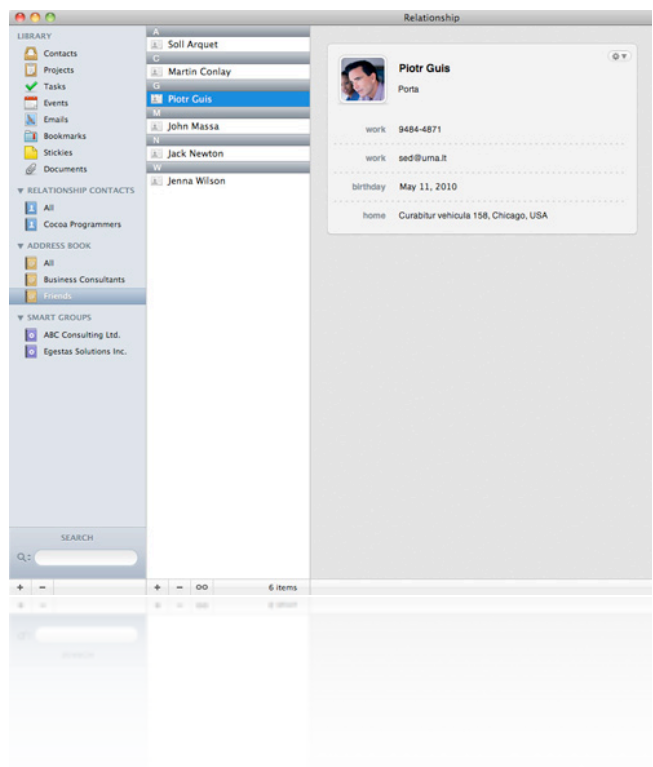 Relationship
LIBRARY
Contacts
Projects
Tasks
Events
Emails
Bookmarks
Stickies
Documents
RELATIONSHIP CONTACTS
All
Cocoa Programmers
ADDRESS BOOK
All
Business Consultants
Friends
SMART GROUPS
ABC Consulting Ltd.
Egestas Solutions Inc.
SEARCH
A
Soll Arquet
C
Martin Conlay
G
Piotr Guis
M
John Massa
N
Jack Newton
W
Jenna Wilson
6 items
Piotr Guis
Porta
work 9484-4871
work sed@urna.lt
birthday May 11, 2010
home Curabitur vehicula 158, Chicago, USA